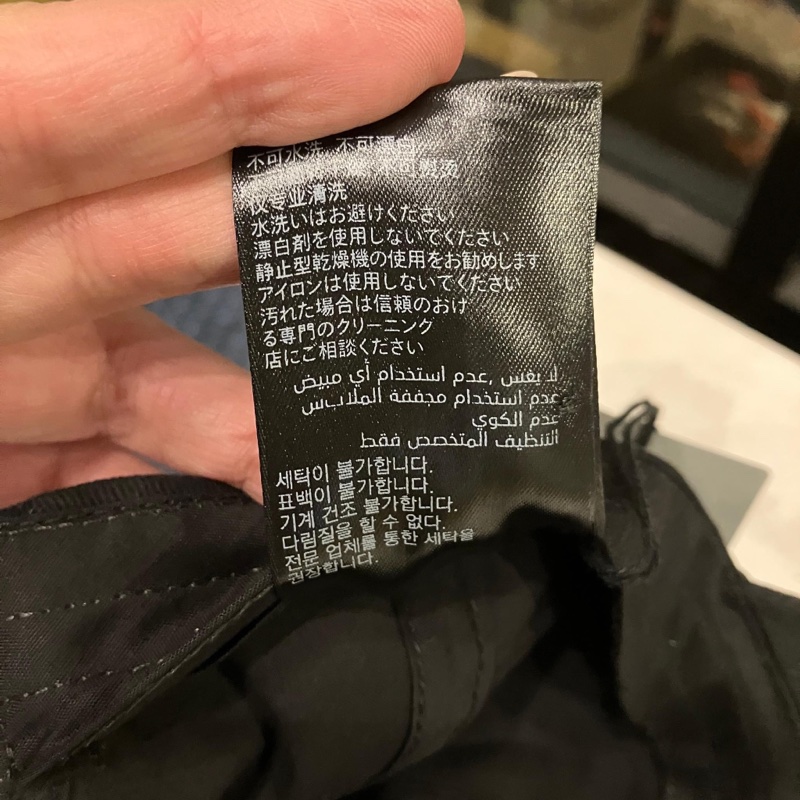 不可水洗 不可漂白
熨烫
仅专业清洗
水洗いはお避けください
漂白剤を使用しないでください
静止型乾燥機の使用をお勧めします
アイロンは使用しないでください
汚れた場合は信頼のおけ
る専門のクリーニング
店にご相談ください
لا يغسل ,عدم استخدام أي مبيض
عدم استخدام مجففة الملابس
عدم الكوي
التنظيف المتخصص فقط
세탁이 불가합니다.
표백이 불가합니다.
기계 건조 불가합니다.
다림질을 할 수 없다.
전문 업체를 통한 세탁을
권장합니다.